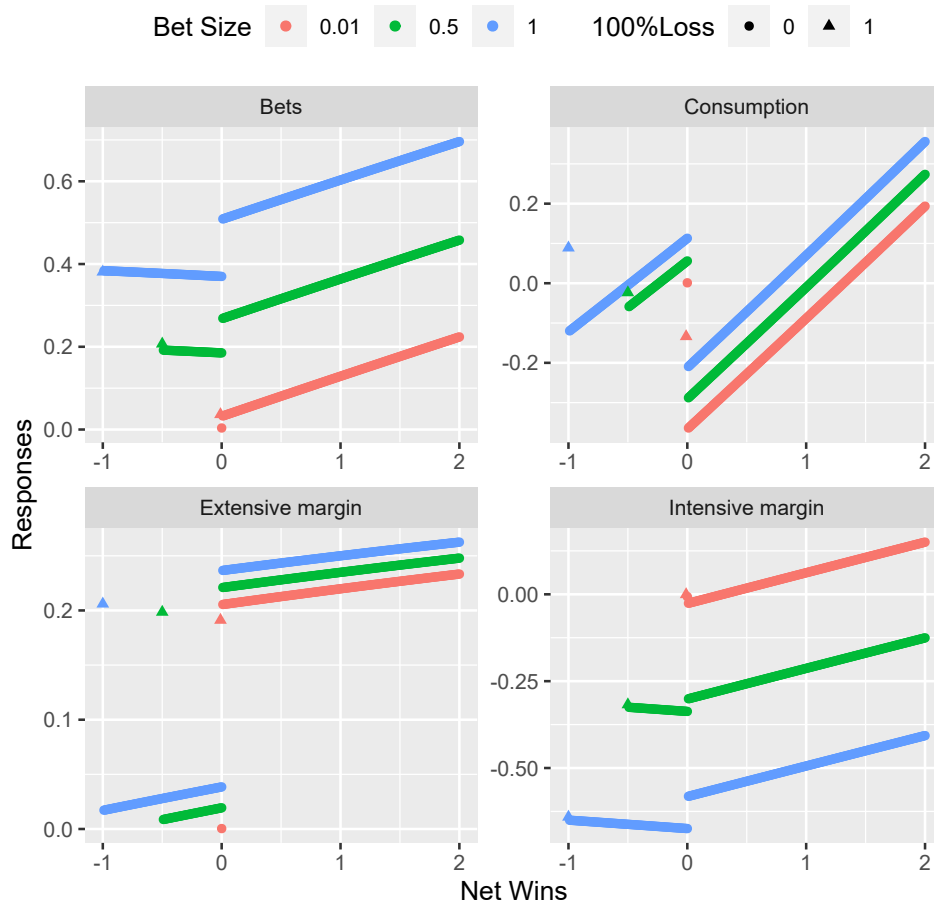 Bet Size 0.01 0.5 1 100%Loss 0 1
Bets
Consumption
0.6
0.4
0.2
0.0
-1 0 1 2
0.2
0.0
-0.2
-1 0 1 2
Responses
Extensive margin
Intensive margin
0.2
0.1
0.0
-1 0 1 2
0.00
-0.25
-0.50
-1 0 1 2
Net Wins